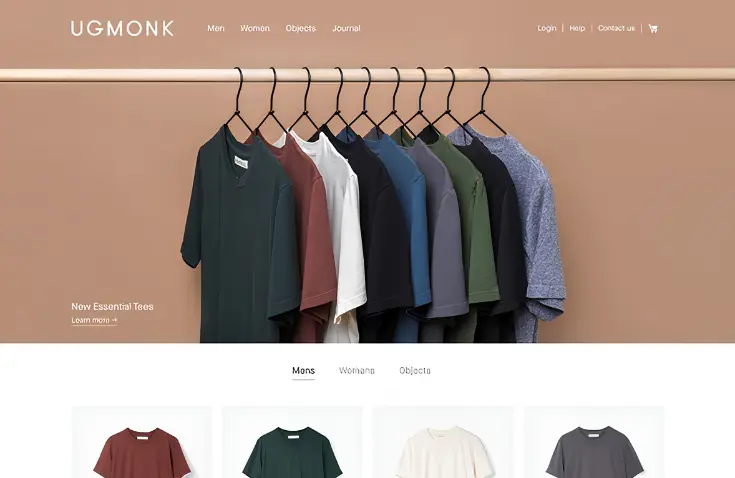 UGMONK
Men Women Objects Journal
Login | Help | Contact us |
New Essential Tees
Learn more →
Mens Womens Objects